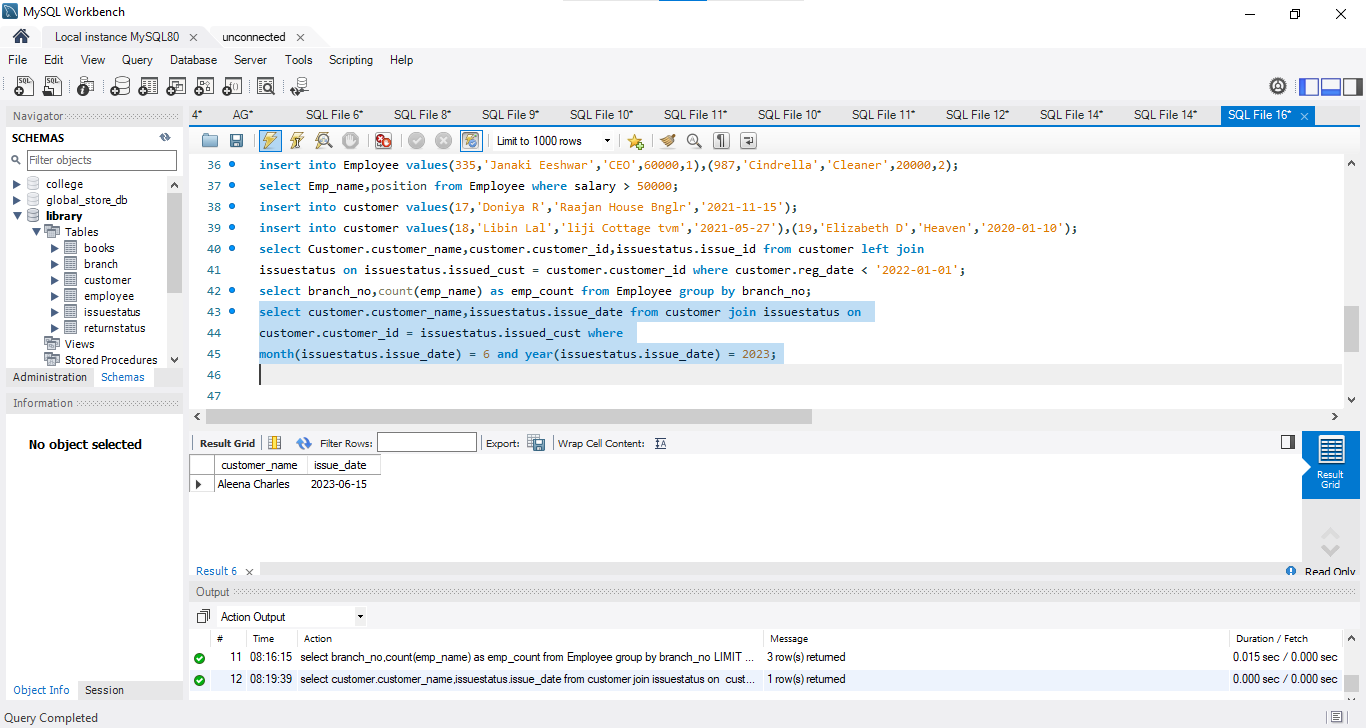 MySQL Workbench
Local instance MySQL80
unconnected
File Edit View Query Database Server Tools Scripting Help
Navigator
SCHEMAS
Filter objects
college
global_store_db
library
Tables
books
branch
customer
employee
issuestatus
returnstatus
Views
Stored Procedures
Administration Schemas
Information
No object selected
Object Info Session
4* AG* SQL File 6* SQL File 8* SQL File 9* SQL File 10* SQL File 11* SQL File 10* SQL File 11* SQL File 12* SQL File 14* SQL File 14* SQL File 16*
Limit to 1000 rows
36 insert into Employee values(335,'Janaki Eeshwar','CEO',60000,1),(987,'Cindrella','Cleaner',20000,2);
37 select Emp_name,position from Employee where salary > 50000;
38 insert into customer values(17,'Doniya R','Raajan House Bnglr','2021-11-15');
39 insert into customer values(18,'Libin Lal','liji Cottage tvm','2021-05-27'),(19,'Elizabeth D','Heaven','2020-01-10');
40 select Customer.customer_name,customer.customer_id,issuestatus.issue_id from customer left join
41 issuestatus on issuestatus.issued_cust = customer.customer_id where customer.reg_date < '2022-01-01';
42 select branch_no,count(emp_name) as emp_count from Employee group by branch_no;
43 select customer.customer_name,issuestatus.issue_date from customer join issuestatus on
44 customer.customer_id = issuestatus.issued_cust where
45 month(issuestatus.issue_date) = 6 and year(issuestatus.issue_date) = 2023;
46
47
Result Grid Filter Rows: Export: Wrap Cell Content:
customer_name issue_date
Aleena Charles 2023-06-15
Result Grid
Result 6
Read Only
Output
Action Output
# Time Action Message Duration / Fetch
11 08:16:15 select branch_no,count(emp_name) as emp_count from Employee group by branch_no LIMIT ... 3 row(s) returned 0.015 sec / 0.000 sec
12 08:19:39 select customer.customer_name,issuestatus.issue_date from customer join issuestatus on cust... 1 row(s) returned 0.000 sec / 0.000 sec
Query Completed